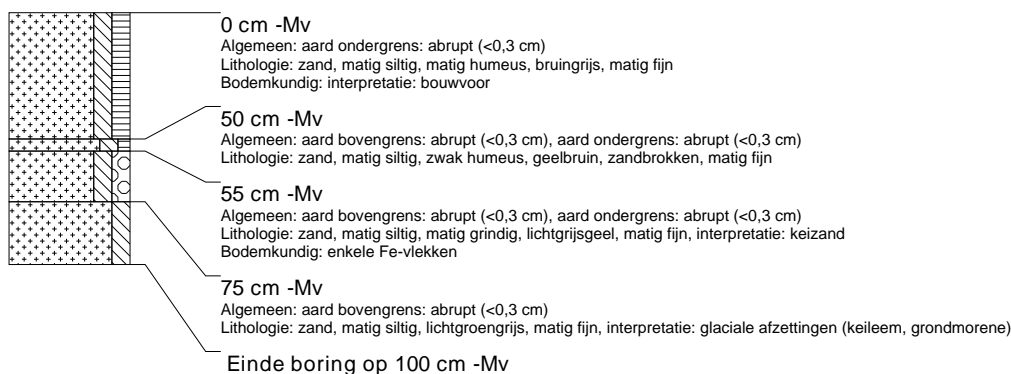 0 cm -Mv
Algemeen: aard ondergrens: abrupt (<0,3 cm)
Lithologie: zand, matig siltig, matig humeus, bruingrijs, matig fijn
Bodemkundig: interpretatie: bouwvoor
50 cm -Mv
Algemeen: aard bovengrens: abrupt (<0,3 cm), aard ondergrens: abrupt (<0,3 cm)
Lithologie: zand, matig siltig, zwak humeus, geelbruin, zandbrokken, matig fijn
55 cm -Mv
Algemeen: aard bovengrens: abrupt (<0,3 cm), aard ondergrens: abrupt (<0,3 cm)
Lithologie: zand, matig siltig, matig grindig, lichtgrijsgeel, matig fijn, interpretatie: keizand
Bodemkundig: enkele Fe-vlekken
75 cm -Mv
Algemeen: aard bovengrens: abrupt (<0,3 cm)
Lithologie: zand, matig siltig, lichtgroengrijs, matig fijn, interpretatie: glaciale afzettingen (keileem, grondmorene)
Einde boring op 100 cm -Mv